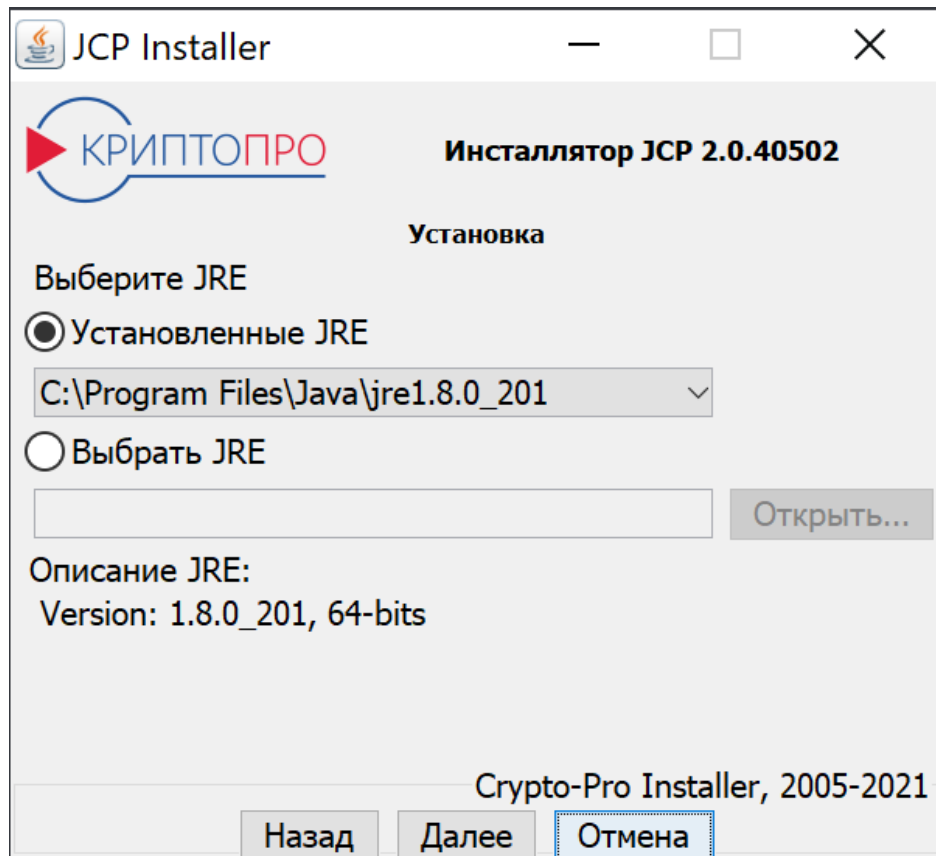 JCP Installer
КРИПТОПРО
Инсталлятор JCP 2.0.40502
Установка
Выберите JRE
Установленные JRE
C:\Program Files\Java\jre1.8.0_201
Выбрать JRE
Открыть...
Описание JRE:
Version: 1.8.0_201, 64-bits
Crypto-Pro Installer, 2005-2021
Назад Далее Отмена